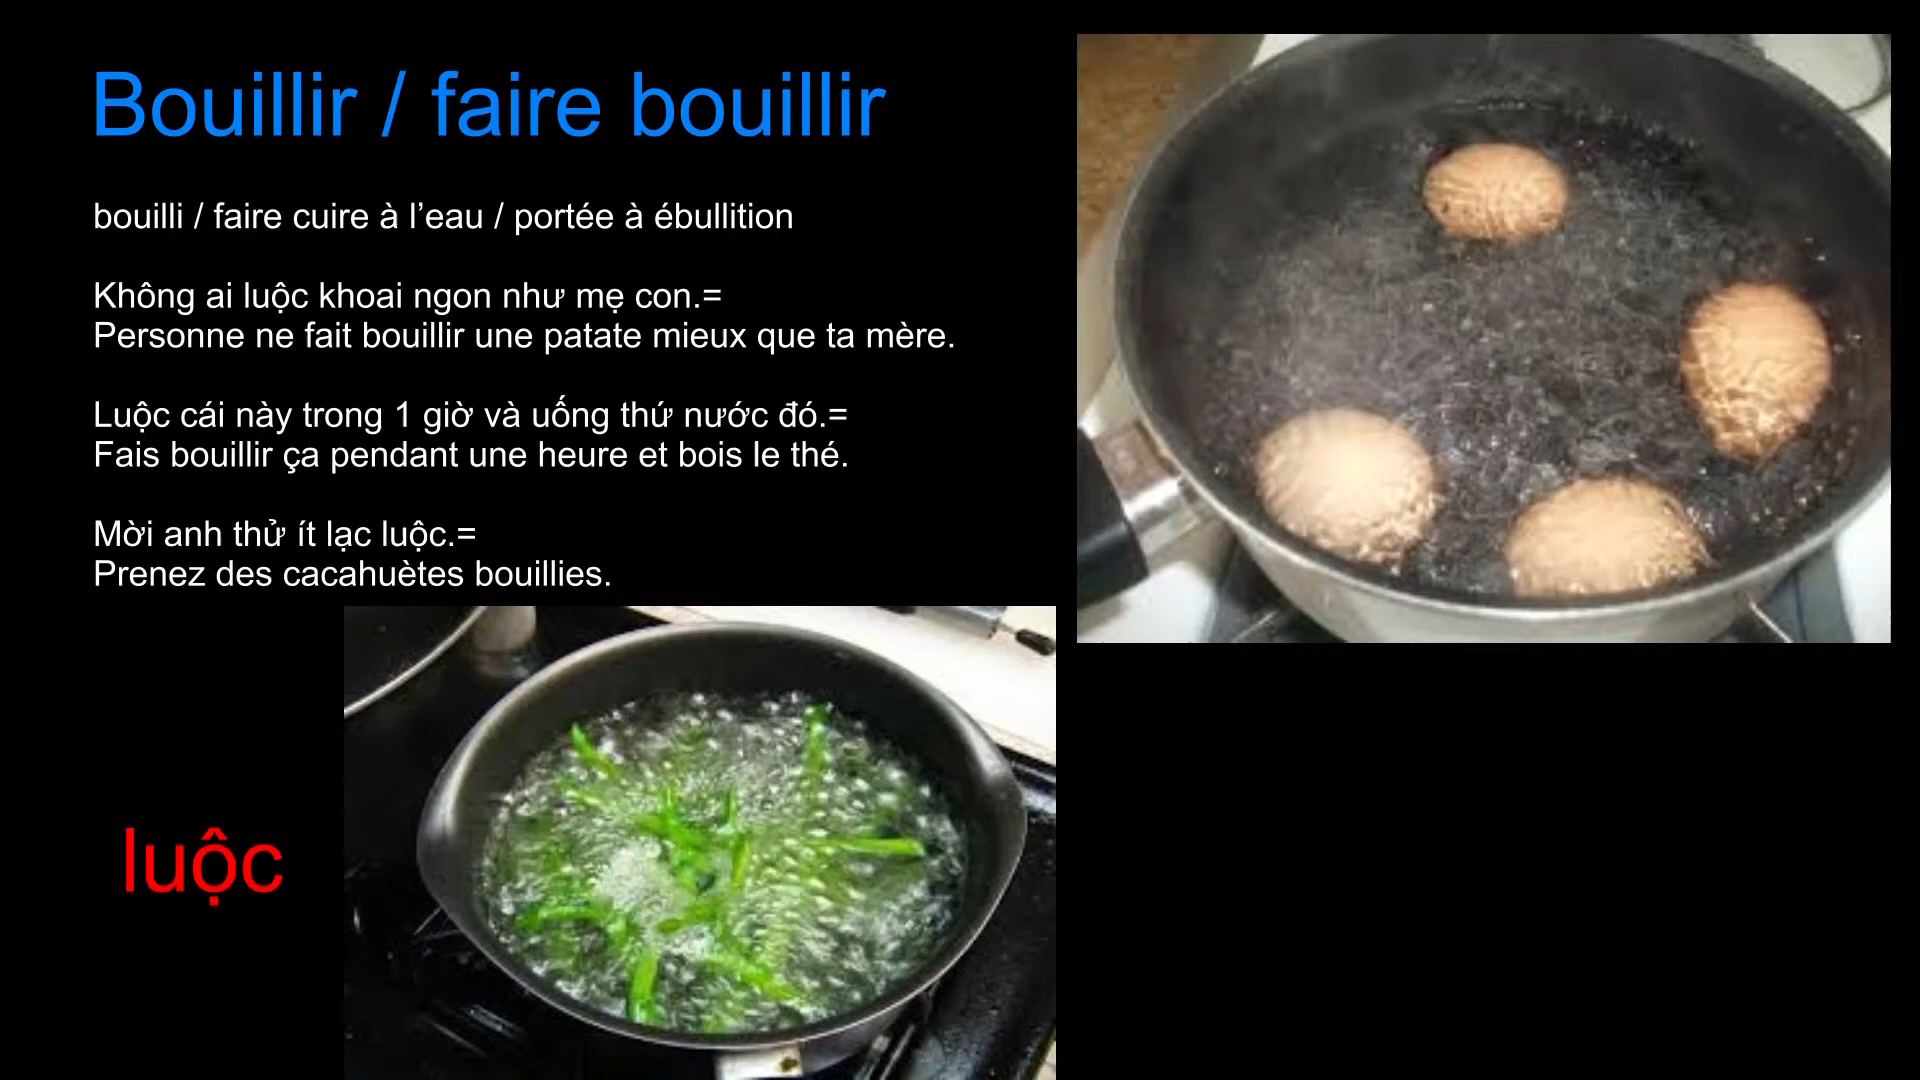 Bouillir / faire bouillir
bouilli / faire cuire à l’eau / portée à ébullition
Không ai luộc khoai ngon như mẹ con.=
Personne ne fait bouillir une patate mieux que ta mère.
Luộc cái này trong 1 giờ và uống thứ nước đó.=
Fais bouillir ça pendant une heure et bois le thé.
Mời anh thử ít lạc luộc.=
Prenez des cacahuètes bouillies.
luộc